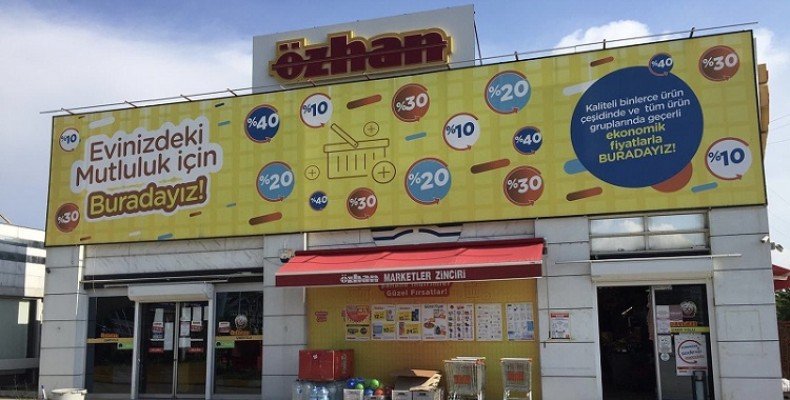 özhan
%10
Evinizdeki
Mutluluk için
Buradayız!
%30
%40
%20
%10
%40
%30
%30
%20
%10
%20
%40
%30
Kaliteli binlerce ürün
çeşidinde ve tüm ürün
gruplarında geçerli
ekonomik
fiyatlarla
BURADAYIZ!
%40
%30
%10
özhan MARKETLER ZİNCİRİ
Güzel Fırsatlar!